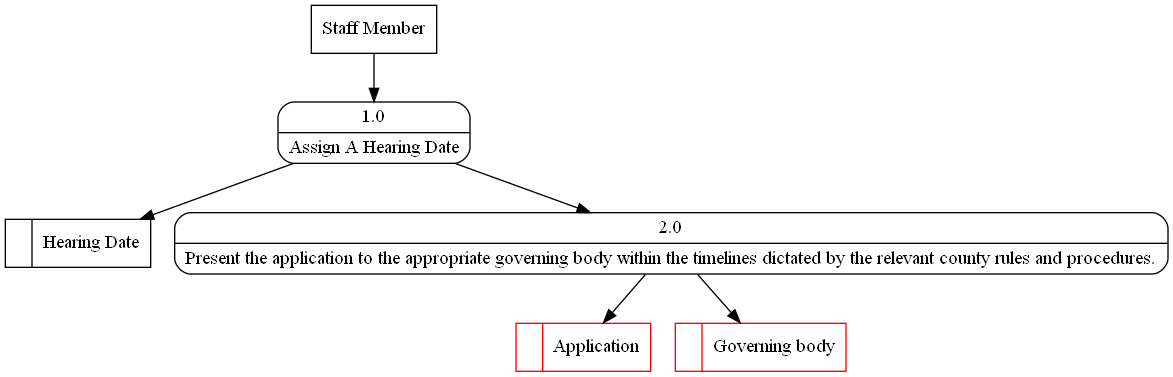 Staff Member
1.0
Assign A Hearing Date
Hearing Date
2.0
Present the application to the appropriate governing body within the timelines dictated by the relevant county rules and procedures.
Application
Governing body